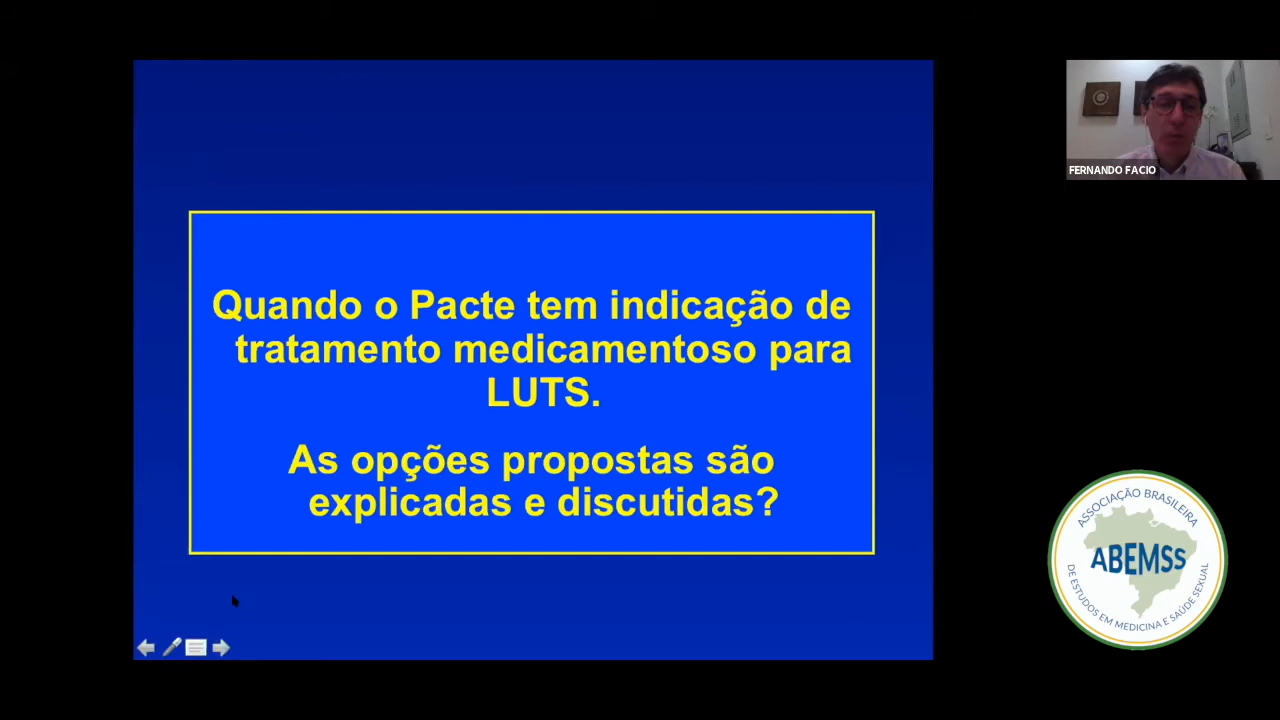 Quando o Pacte tem indicação de
tratamento medicamentoso para
LUTS.
As opções propostas são
explicadas e discutidas?
FERNANDO FACIO
ASSOCIAÇÃO BRASILEIRA
ABEMSS
DE ESTUDOS EM MEDICINA E SAÚDE SEXUAL